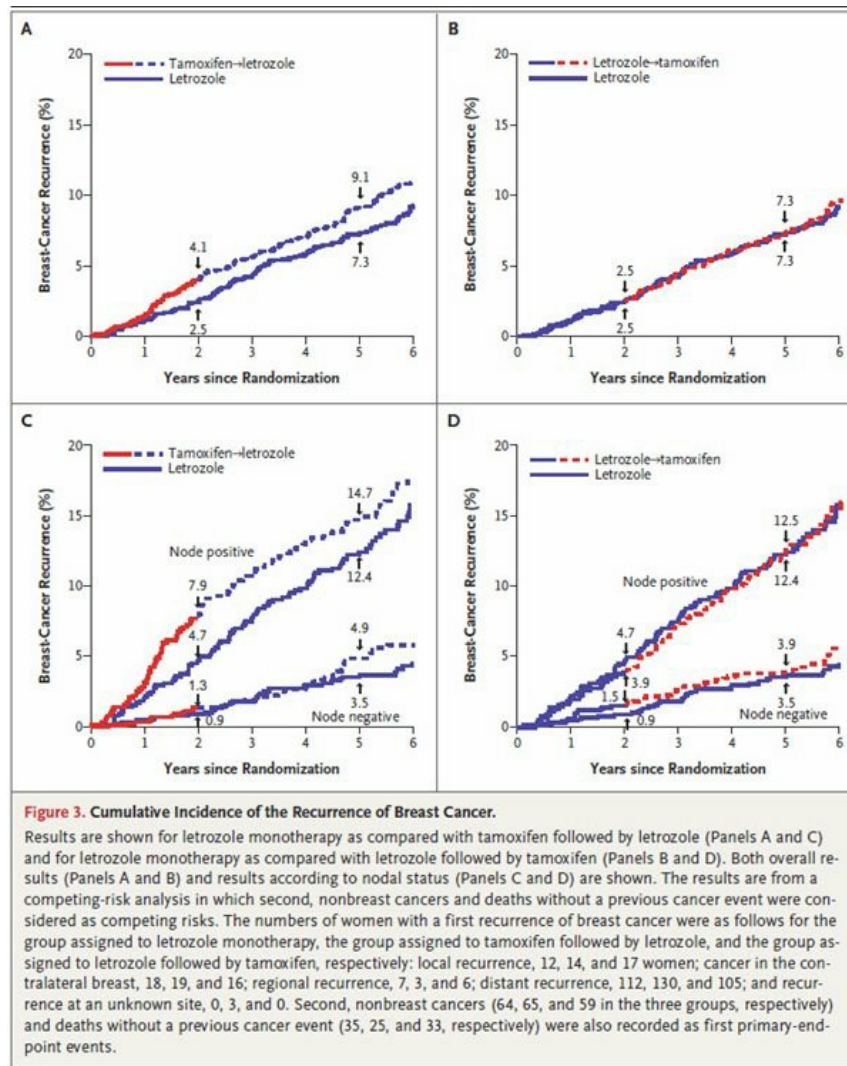 A
20
15
10
5
0
Breast-Cancer Recurrence (%)
Tamoxifen→letrozole
Letrozole
4.1
2.5
9.1
7.3
0 1 2 3 4 5 6
Years since Randomization
B
20
15
10
5
0
Breast-Cancer Recurrence (%)
Letrozole→tamoxifen
Letrozole
2.5
2.5
7.3
7.3
0 1 2 3 4 5 6
Years since Randomization
C
20
15
10
5
0
Breast-Cancer Recurrence (%)
Tamoxifen→letrozole
Letrozole
Node positive
7.9
4.7
1.3
0.9
14.7
12.4
4.9
3.5
Node negative
0 1 2 3 4 5 6
Years since Randomization
D
20
15
10
5
0
Breast-Cancer Recurrence (%)
Letrozole→tamoxifen
Letrozole
Node positive
4.7
3.9
1.5
0.9
12.5
12.4
3.9
3.5
Node negative
0 1 2 3 4 5 6
Years since Randomization
Figure 3. Cumulative Incidence of the Recurrence of Breast Cancer.
Results are shown for letrozole monotherapy as compared with tamoxifen followed by letrozole (Panels A and C)
and for letrozole monotherapy as compared with letrozole followed by tamoxifen (Panels B and D). Both overall re-
sults (Panels A and B) and results according to nodal status (Panels C and D) are shown. The results are from a
competing-risk analysis in which second, nonbreast cancers and deaths without a previous cancer event were con-
sidered as competing risks. The numbers of women with a first recurrence of breast cancer were as follows for the
group assigned to letrozole monotherapy, the group assigned to tamoxifen followed by letrozole, and the group as-
signed to letrozole followed by tamoxifen, respectively: local recurrence, 12, 14, and 17 women; cancer in the con-
tralateral breast, 18, 19, and 16; regional recurrence, 7, 3, and 6; distant recurrence, 112, 130, and 105; and recur-
rence at an unknown site, 0, 3, and 0. Second, nonbreast cancers (64, 65, and 59 in the three groups, respectively)
and deaths without a previous cancer event (35, 25, and 33, respectively) were also recorded as first primary-end-
point events.